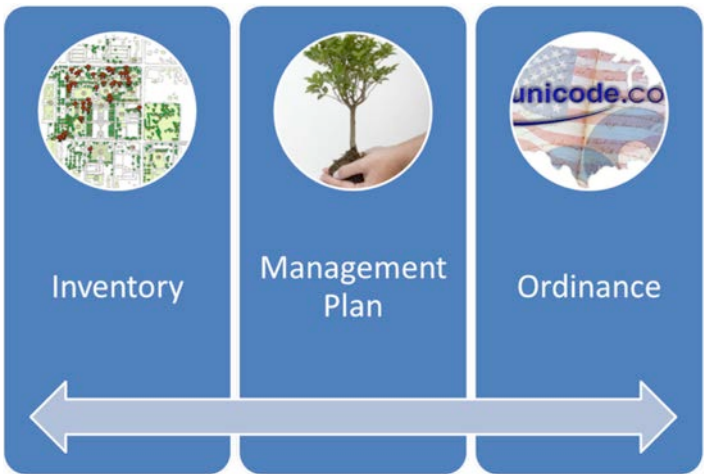 unicode.co
Inventory
Management
Plan
Ordinance